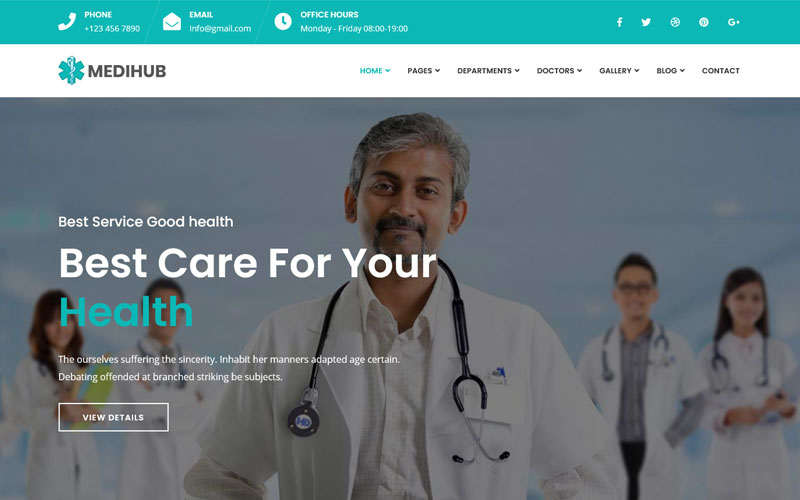 PHONE
+123 456 7890
EMAIL
Info@gmail.com
OFFICE HOURS
Monday - Friday 08:00-19:00
G+
MEDIHUB
HOME PAGES DEPARTMENTS DOCTORS GALLERY BLOG CONTACT
Best Service Good health
Best Care For Your
Health
The ourselves suffering the sincerity. Inhabit her manners adapted age certain.
Debating offended at branched striking be subjects.
VIEW DETAILS